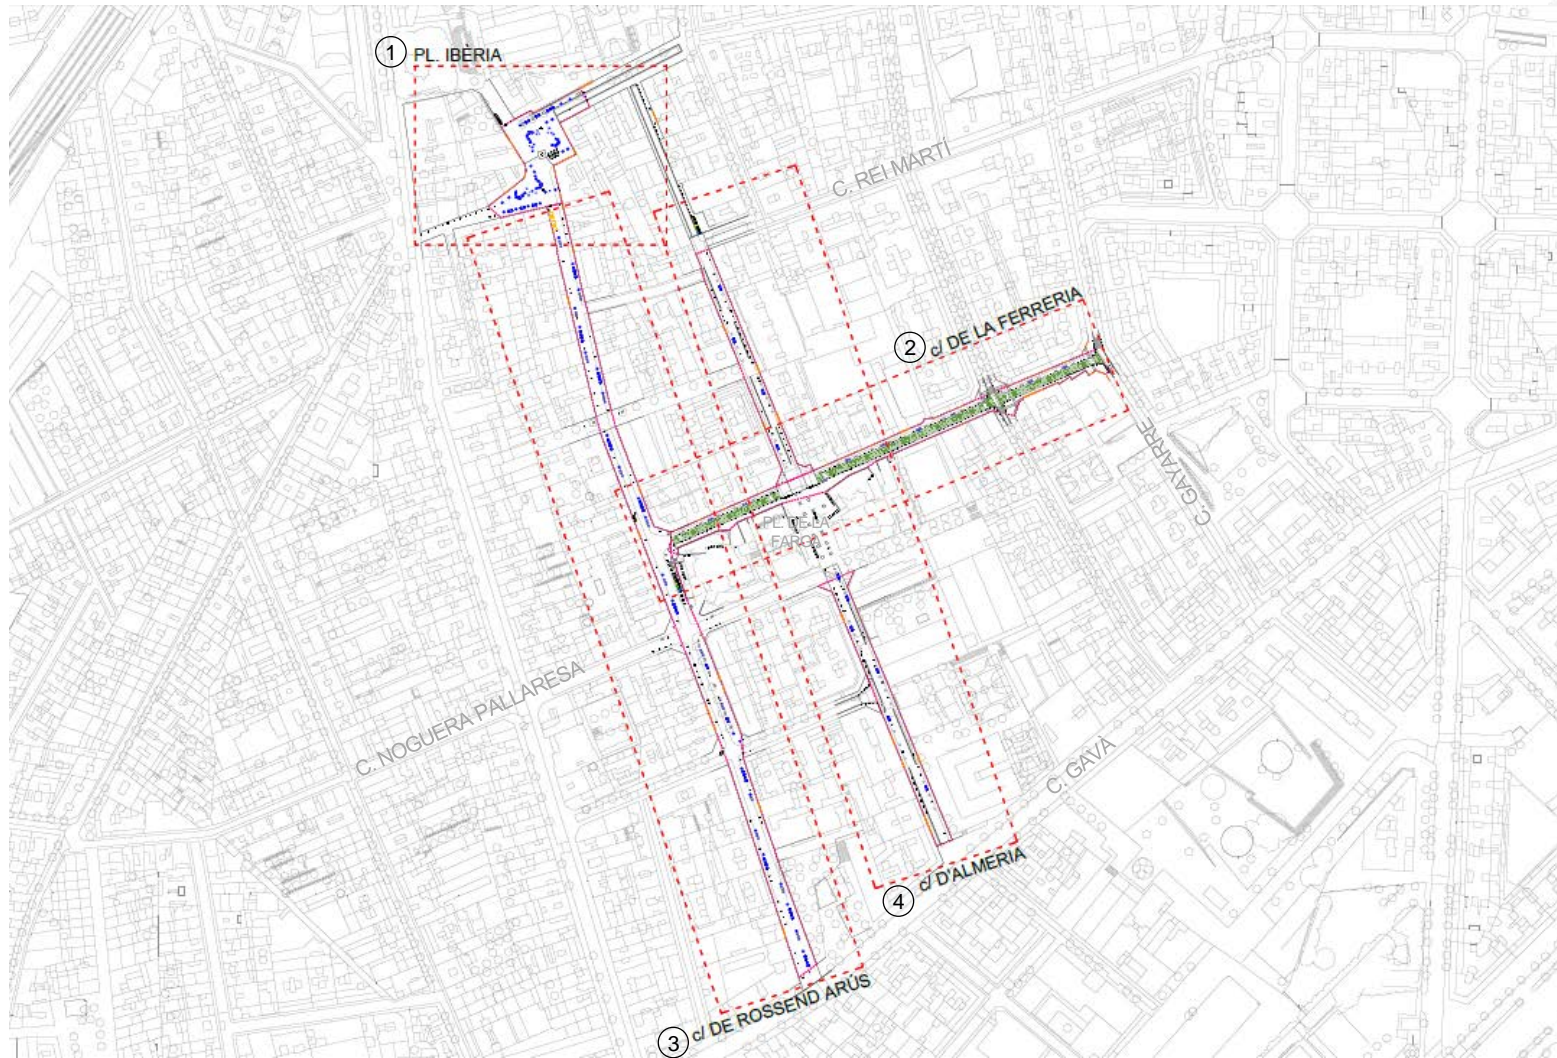 1 PL. IBÈRIA
C. REI MARTÍ
2 c/ DE LA FERRERIA
C. GAYARRE
PL. DE LA
FARGA
C. NOGUERA PALLARESA
C. GAVÀ
4 c/ D'ALMERIA
3 c/ DE ROSSEND ARÚS